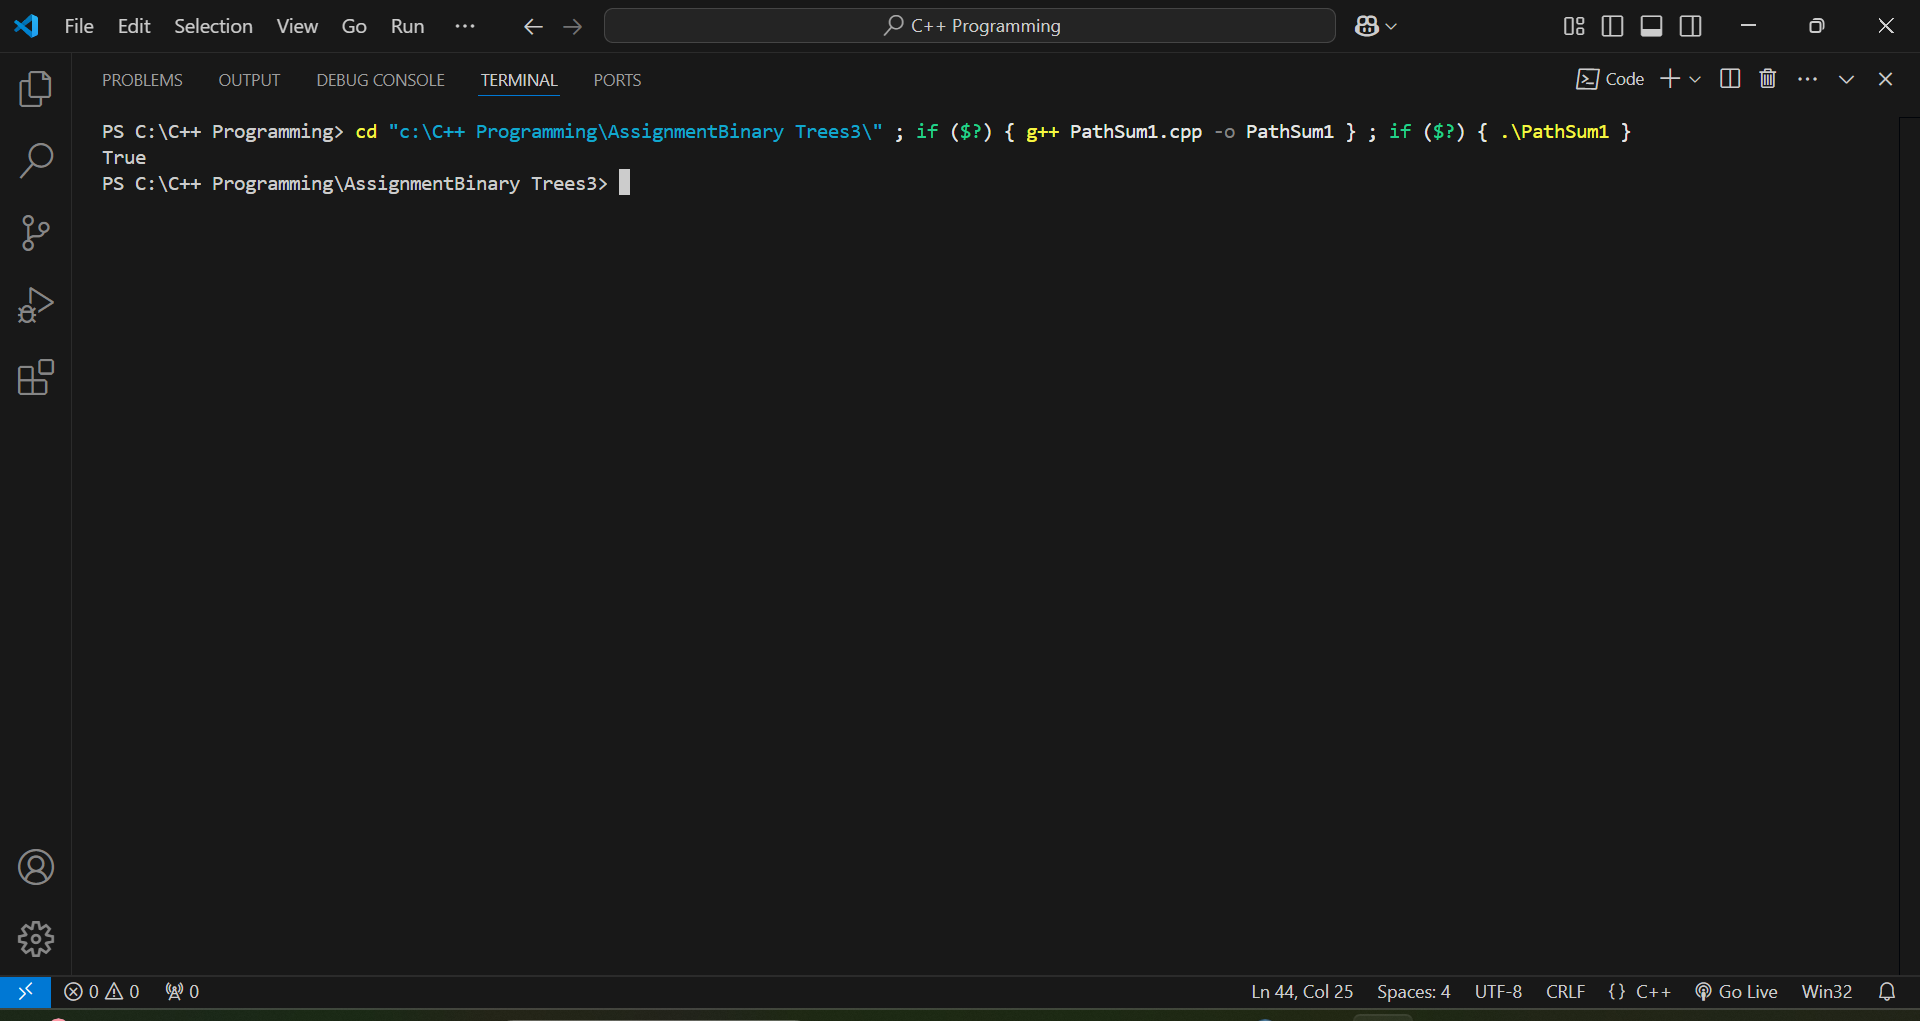 File Edit Selection View Go Run ··· C++ Programming
PROBLEMS OUTPUT DEBUG CONSOLE TERMINAL PORTS Code
PS C:\C++ Programming> cd "c:\C++ Programming\AssignmentBinary Trees3\" ; if ($?) { g++ PathSum1.cpp -o PathSum1 } ; if ($?) { .\PathSum1 }
True
PS C:\C++ Programming\AssignmentBinary Trees3>
0 0 0 Ln 44, Col 25 Spaces: 4 UTF-8 CRLF {} C++ Go Live Win32